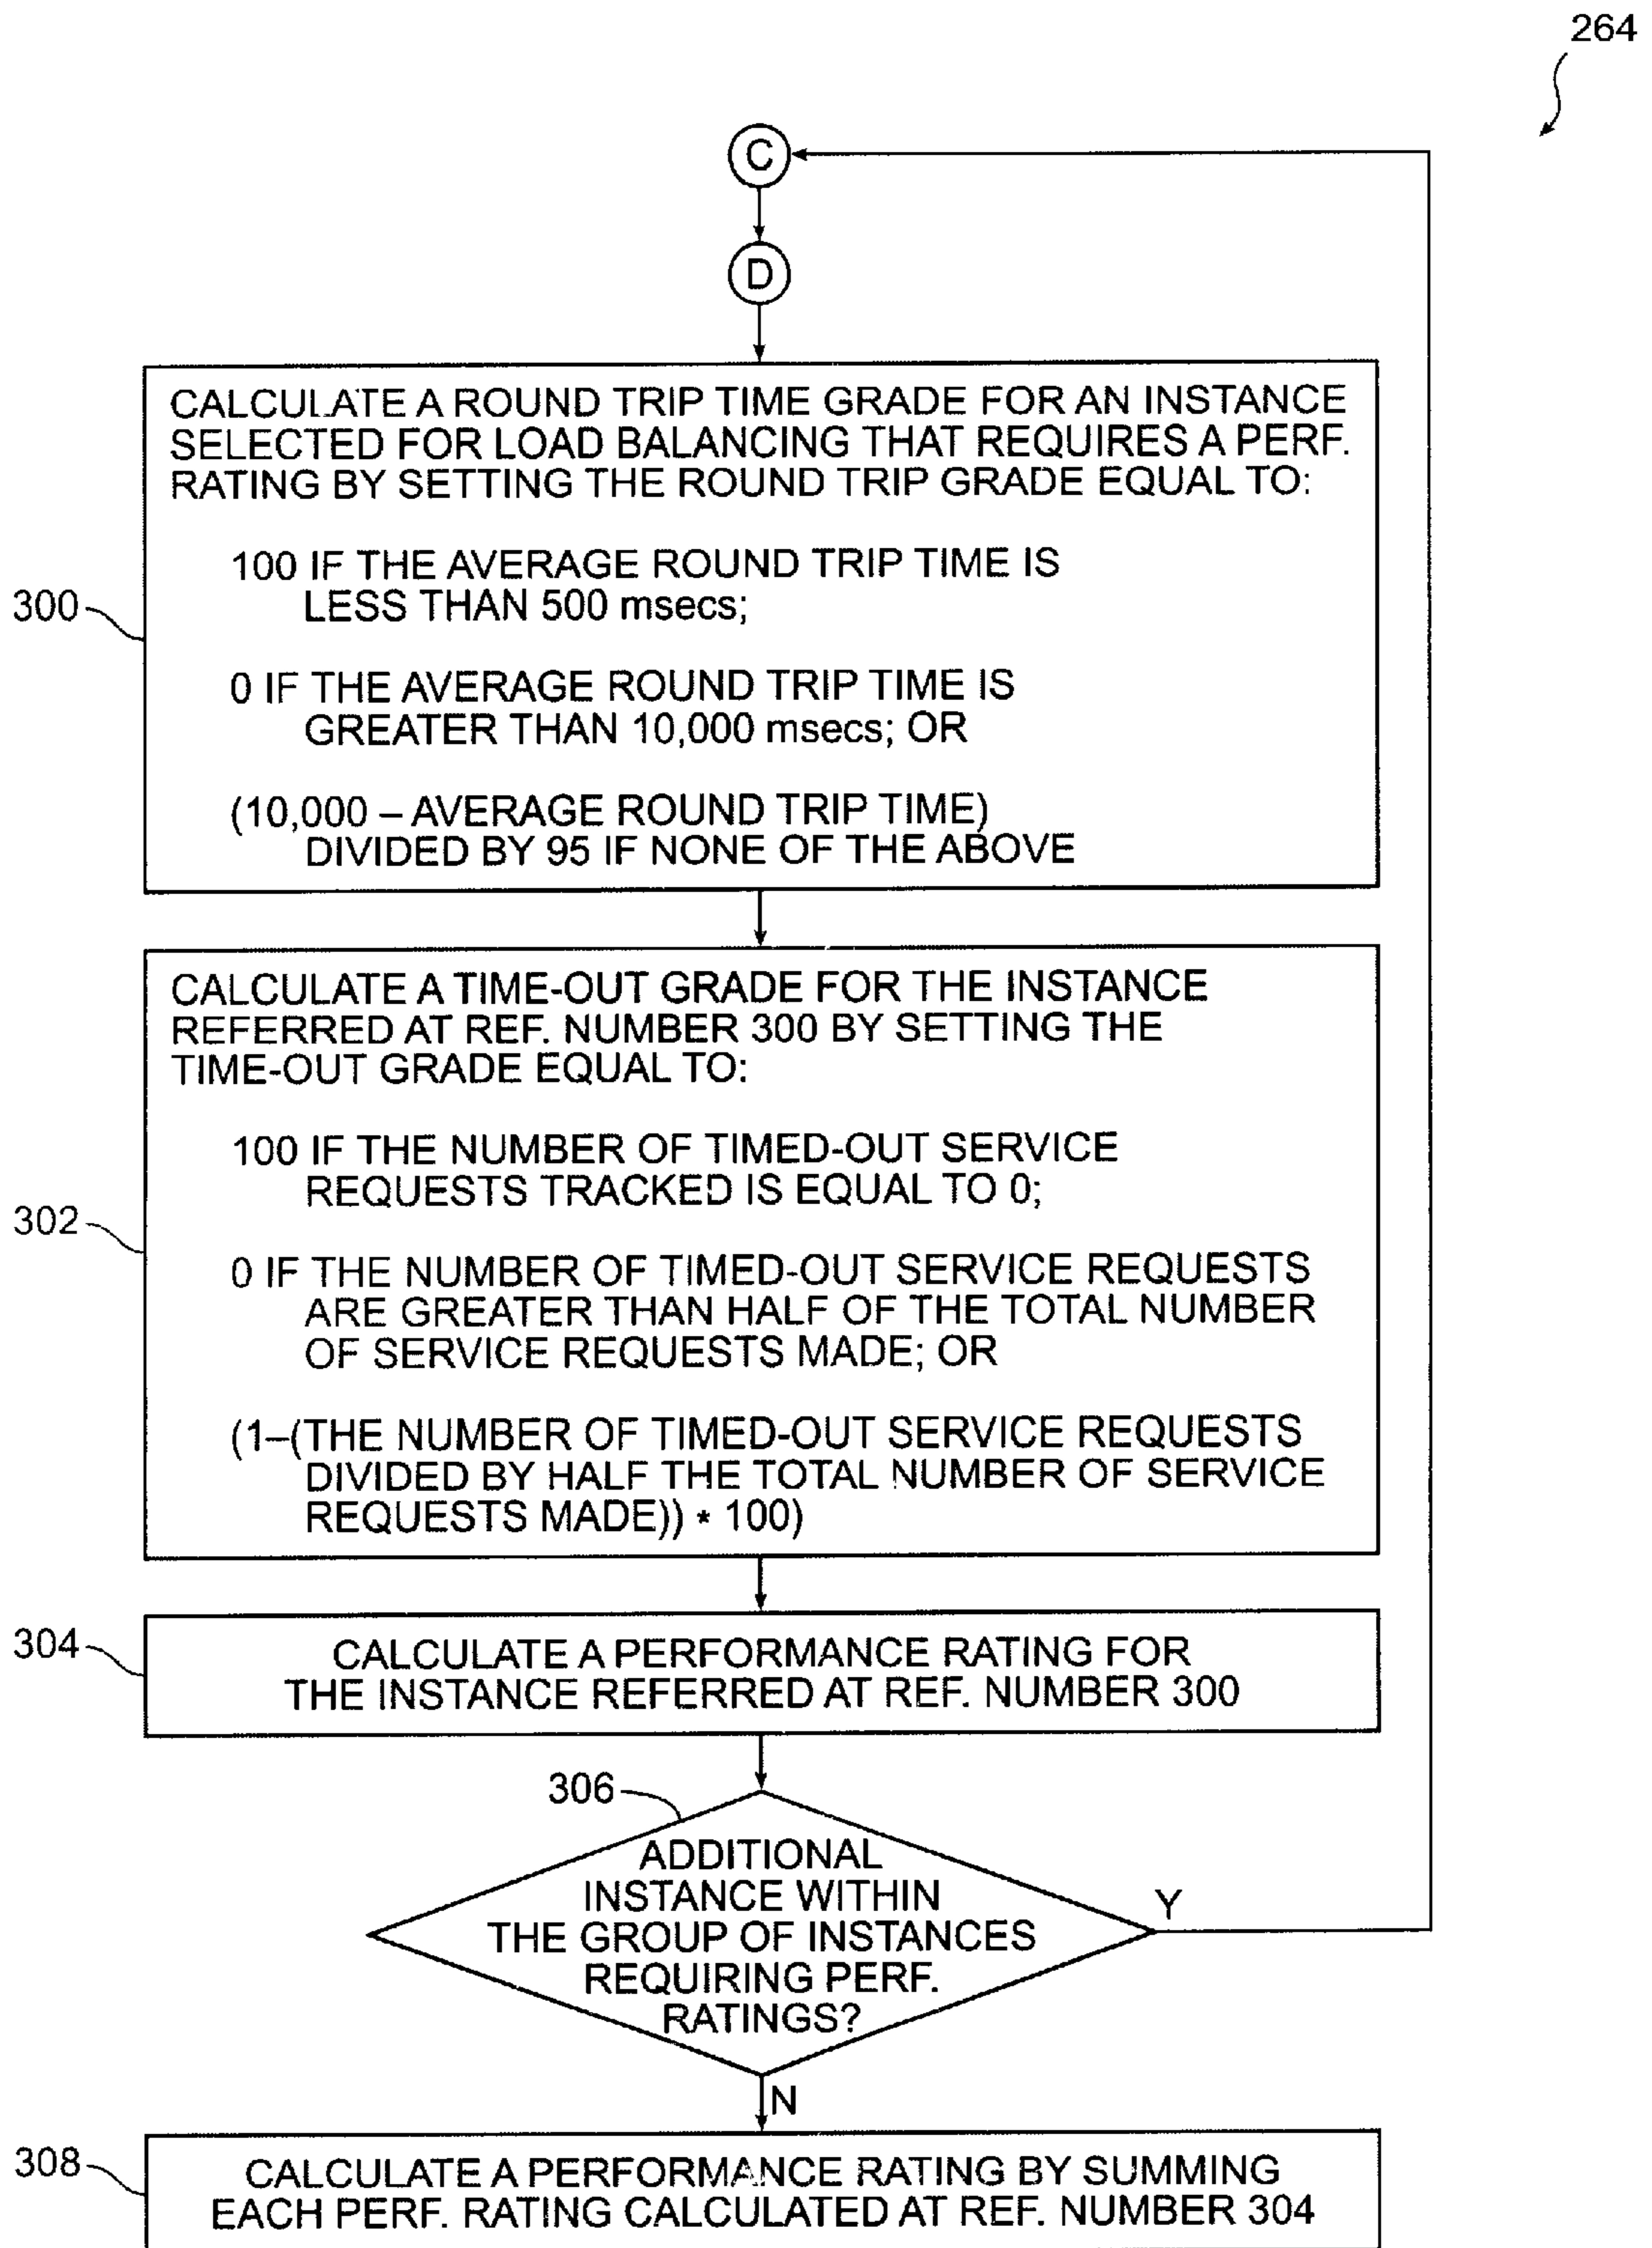 264
C
D
300
CALCULATE A ROUND TRIP TIME GRADE FOR AN INSTANCE
SELECTED FOR LOAD BALANCING THAT REQUIRES A PERF.
RATING BY SETTING THE ROUND TRIP GRADE EQUAL TO:
100 IF THE AVERAGE ROUND TRIP TIME IS
LESS THAN 500 msecs;
0 IF THE AVERAGE ROUND TRIP TIME IS
GREATER THAN 10,000 msecs; OR
(10,000 – AVERAGE ROUND TRIP TIME)
DIVIDED BY 95 IF NONE OF THE ABOVE
302
CALCULATE A TIME-OUT GRADE FOR THE INSTANCE
REFERRED AT REF. NUMBER 300 BY SETTING THE
TIME-OUT GRADE EQUAL TO:
100 IF THE NUMBER OF TIMED-OUT SERVICE
REQUESTS TRACKED IS EQUAL TO 0;
0 IF THE NUMBER OF TIMED-OUT SERVICE REQUESTS
ARE GREATER THAN HALF OF THE TOTAL NUMBER
OF SERVICE REQUESTS MADE; OR
(1–(THE NUMBER OF TIMED-OUT SERVICE REQUESTS
DIVIDED BY HALF THE TOTAL NUMBER OF SERVICE
REQUESTS MADE)) * 100)
304
CALCULATE A PERFORMANCE RATING FOR
THE INSTANCE REFERRED AT REF. NUMBER 300
306
ADDITIONAL
INSTANCE WITHIN
THE GROUP OF INSTANCES
REQUIRING PERF.
RATINGS?
Y
N
308
CALCULATE A PERFORMANCE RATING BY SUMMING
EACH PERF. RATING CALCULATED AT REF. NUMBER 304